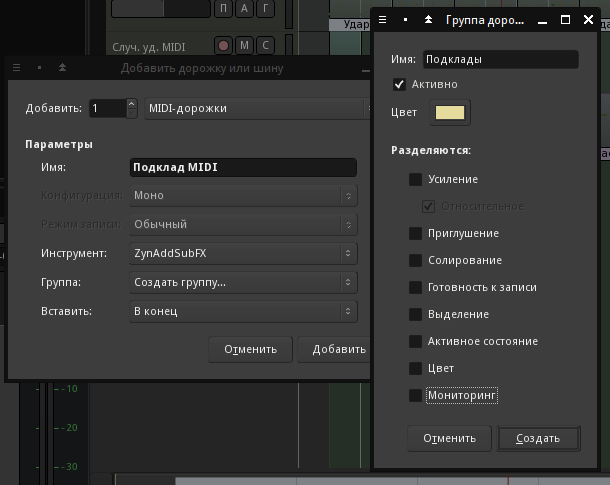 П А Г
Удар
Случ. уд. MIDI
М С
Добавить дорожку или шину
Добавить: 1 MIDI-дорожки
Параметры
Имя: Подклад MIDI
Конфигурация: Моно
Режим записи: Обычный
Инструмент: ZynAddSubFX
Группа: Создать группу...
Вставить: В конец
Отменить Добавить
-10
-20
-30
Группа доро...
Имя: Подклады
Активно
Цвет
Разделяются:
Усиление
Относительное
Приглушение
Солирование
Готовность к записи
Выделение
Активное состояние
Цвет
Мониторинг
Отменить Создать